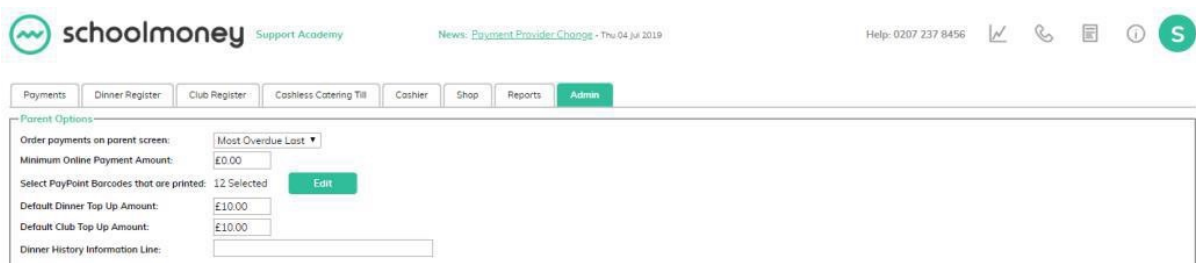 schoolmoney Support Academy News: Payment Provider Change - Thu 04 Jul 2019 Help: 0207 237 8456 S
Payments Dinner Register Club Register Cashless Catering Till Cashier Shop Reports Admin
Parent Options
Order payments on parent screen: Most Overdue Last
Minimum Online Payment Amount: £0.00
Select PayPoint Barcodes that are printed: 12 Selected Edit
Default Dinner Top Up Amount: £10.00
Default Club Top Up Amount: £10.00
Dinner History Information Line: